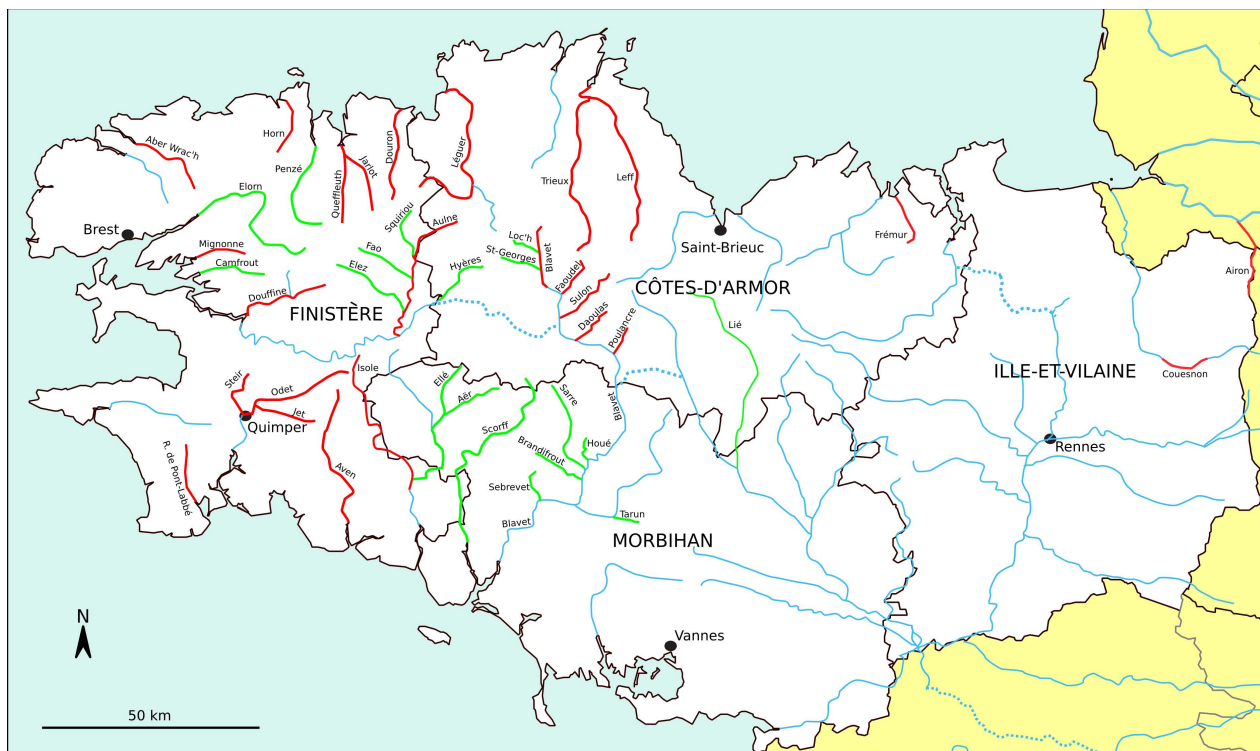 Aber Wrac'h
Horn
Penzé
Queffleuth
Jarlot
Douron
Léguer
Trieux
Leff
Elorn
Brest
Mignonne
Camfrout
Squiriou
Aulne
Fao
Elez
Hyères
Loc'h
St-Georges
Blavet
Faoudel
Sulon
Daoulas
Poulancre
Saint-Brieuc
Frémur
Airon
CÔTES-D'ARMOR
Douffine
FINISTÈRE
Lié
ILLE-ET-VILAINE
Couesnon
Steir
Odet
Isole
Jet
Quimper
Ellé
Aër
Sarre
Blavet
Scorff
Houé
Brandifrout
Rennes
R. de Pont-Labbé
Aven
Sebrevet
Blavet
Tarun
MORBIHAN
N
Vannes
50 km